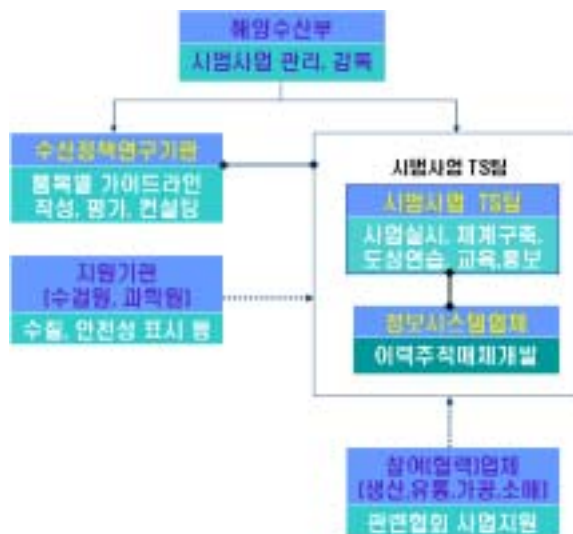 해양수산부
시범사업 관리, 감독
수산정책연구기관
품목별 가이드라인
작성, 평가, 컨설팅
시범사업 TS팀
시범사업 TS팀
사업실시, 체계구축,
도상연습, 교육,홍보
지원기관
(수검원, 과학원)
수질, 안전성 표시 등
정보시스템업체
이력추적매체개발
참여(협력)업체
(생산,유통,가공,소매)
관련협회 사업지원